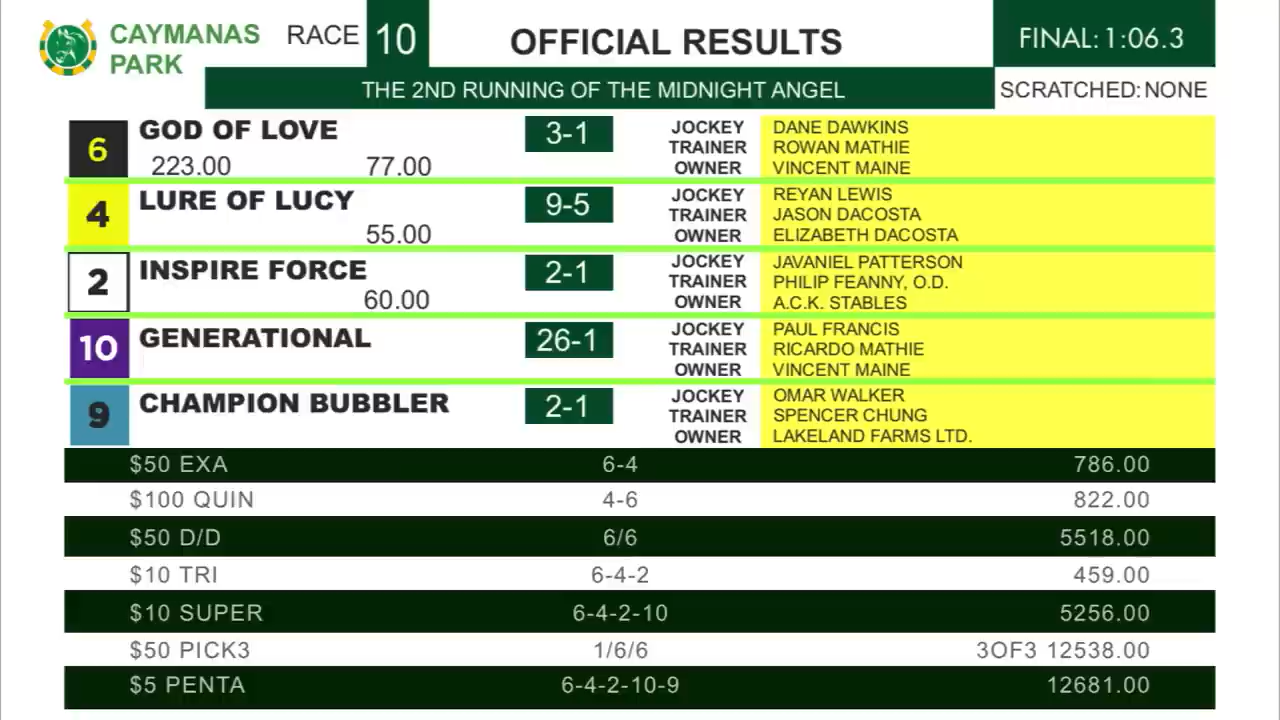 CAYMANAS PARK
RACE 10
OFFICIAL RESULTS
FINAL: 1:06.3
THE 2ND RUNNING OF THE MIDNIGHT ANGEL
SCRATCHED: NONE
6 GOD OF LOVE 3-1 JOCKEY DANE DAWKINS
TRAINER ROWAN MATHIE
223.00 77.00 OWNER VINCENT MAINE
4 LURE OF LUCY 9-5 JOCKEY REYAN LEWIS
TRAINER JASON DACOSTA
55.00 OWNER ELIZABETH DACOSTA
2 INSPIRE FORCE 2-1 JOCKEY JAVANIEL PATTERSON
TRAINER PHILIP FEANNY, O.D.
60.00 OWNER A.C.K. STABLES
10 GENERATIONAL 26-1 JOCKEY PAUL FRANCIS
TRAINER RICARDO MATHIE
OWNER VINCENT MAINE
9 CHAMPION BUBBLER 2-1 JOCKEY OMAR WALKER
TRAINER SPENCER CHUNG
OWNER LAKELAND FARMS LTD.
$50 EXA 6-4 786.00
$100 QUIN 4-6 822.00
$50 D/D 6/6 5518.00
$10 TRI 6-4-2 459.00
$10 SUPER 6-4-2-10 5256.00
$50 PICK3 1/6/6 3OF3 12538.00
$5 PENTA 6-4-2-10-9 12681.00